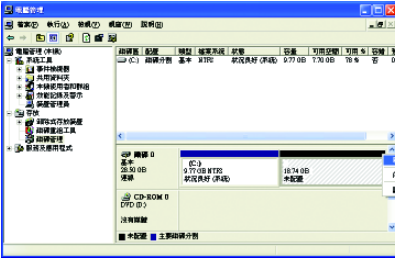 電腦管理
檔案(F) 執行(A) 檢視(V) 視窗(W) 說明(H)
電腦管理 (本機)
系統工具
事件檢視器
共用資料夾
本機使用者和群組
效能記錄及警示
裝置管理員
存放
卸除式存放裝置
磁碟重組工具
磁碟管理
服務及應用程式
磁碟區 配置 類型 檔案系統 狀態 容量 可用空間 可用 % 容錯
(C:) 磁碟分割 基本 NTFS 狀況良好 (系統) 9.77 GB 7.70 GB 78 % 否
磁碟 0
基本
28.50 GB
連線
(C:)
9.77 GB NTFS
狀況良好 (系統)
18.74 GB
未配置
CD-ROM 0
DVD (D:)
沒有媒體
未配置 主要磁碟分割